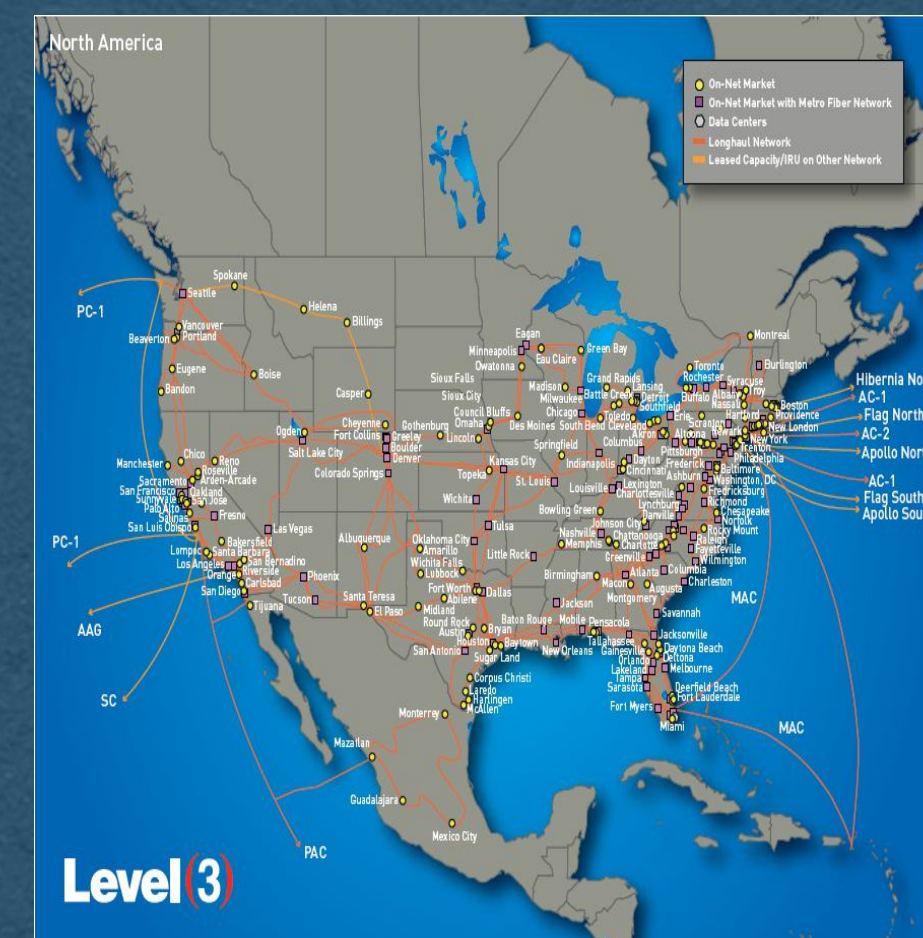 North America
On-Net Market
On-Net Market with Metro Fiber Network
Data Centers
Longhaul Network
Leased Capacity/IRU on Other Network
Spokane
Seattle
PC-1
Helena
Billings
Vancouver
Portland
Beaverton
Eugene
Bandon
Boise
Casper
Eagan
Minneapolis
Eau Claire
Green Bay
Owatonna
Montreal
Burlington
Toronto
Rochester
Syracuse
Troy
Buffalo
Albany
Nassau
Boston
Hartford
Providence
New London
New York
Hibernia No
AC-1
Flag North
AC-2
Apollo Nor
AC-1
Flag South
Apollo Sou
Sioux Falls
Sioux City
Madison
Milwaukee
Grand Rapids
Lansing
Battle Creek
Detroit
Southfield
Chicago
Council Bluffs
Omaha
Des Moines
South Bend
Cleveland
Toledo
Erie
Akron
Altoona
Scranton
Newark
Trenton
Pittsburgh
Philadelphia
Cheyenne
Fort Collins
Greeley
Boulder
Denver
Gothenburg
Lincoln
Ogden
Salt Lake City
Colorado Springs
Manchester
Chico
Reno
Roseville
Arden-Arcade
Sacramento
San Francisco
Oakland
Sunnyvale
San Jose
Palo Alto
Salinas
Fresno
San Luis Obispo
Kansas City
Topeka
Wichita
St. Louis
Springfield
Indianapolis
Columbus
Dayton
Cincinnati
Louisville
Lexington
Charlottesville
Frederick
Baltimore
Ashburn
Washington, DC
Fredericksburg
Richmond
Lynchburg
Danville
Chesapeake
Norfolk
Bowling Green
Johnson City
Nashville
Chattanooga
Memphis
Charlotte
Rocky Mount
Raleigh
Fayetteville
Greenville
Wilmington
PC-1
Bakersfield
Las Vegas
Lompoc
Santa Barbara
Los Angeles
San Bernadino
Riverside
Orange
Carlsbad
San Diego
Tijuana
Phoenix
Tucson
Albuquerque
Tulsa
Oklahoma City
Amarillo
Wichita Falls
Lubbock
Little Rock
Birmingham
Atlanta
Columbia
Macon
Charleston
Augusta
Montgomery
MAC
AAG
Santa Teresa
El Paso
Fort Worth
Dallas
Abilene
Midland
Jackson
Savannah
Round Rock
Austin
Bryan
Baton Rouge
Mobile
Pensacola
Houston
Baytown
San Antonio
Sugar Land
New Orleans
Tallahassee
Jacksonville
Gainesville
Daytona Beach
Orlando
Deltona
Lakeland
Melbourne
Tampa
Sarasota
SC
Corpus Christi
Laredo
Harlingen
McAllen
Monterrey
Deerfield Beach
Fort Lauderdale
Fort Myers
Miami
MAC
Mazatlan
Guadalajara
Mexico City
PAC
Level(3)